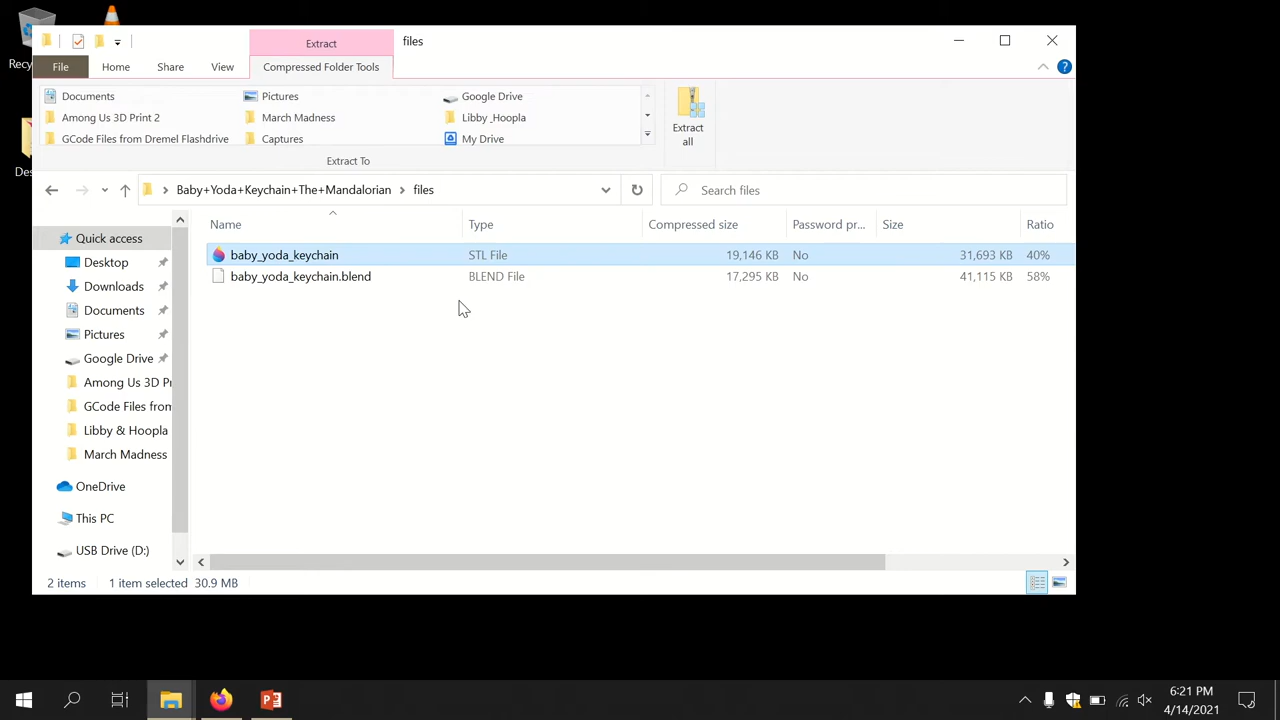 Recy
Des
Extract
files
File
Home
Share
View
Compressed Folder Tools
Documents
Pictures
Google Drive
Among Us 3D Print 2
March Madness
Libby _Hoopla
GCode Files from Dremel Flashdrive
Captures
My Drive
Extract all
Extract To
Baby+Yoda+Keychain+The+Mandalorian > files
Search files
Name
Type
Compressed size
Password pr...
Size
Ratio
baby_yoda_keychain STL File 19,146 KB No 31,693 KB 40%
baby_yoda_keychain.blend BLEND File 17,295 KB No 41,115 KB 58%
Quick access
Desktop
Downloads
Documents
Pictures
Google Drive
Among Us 3D Pr
GCode Files from
Libby & Hoopla
March Madness
OneDrive
This PC
USB Drive (D:)
2 items 1 item selected 30.9 MB
6:21 PM
4/14/2021